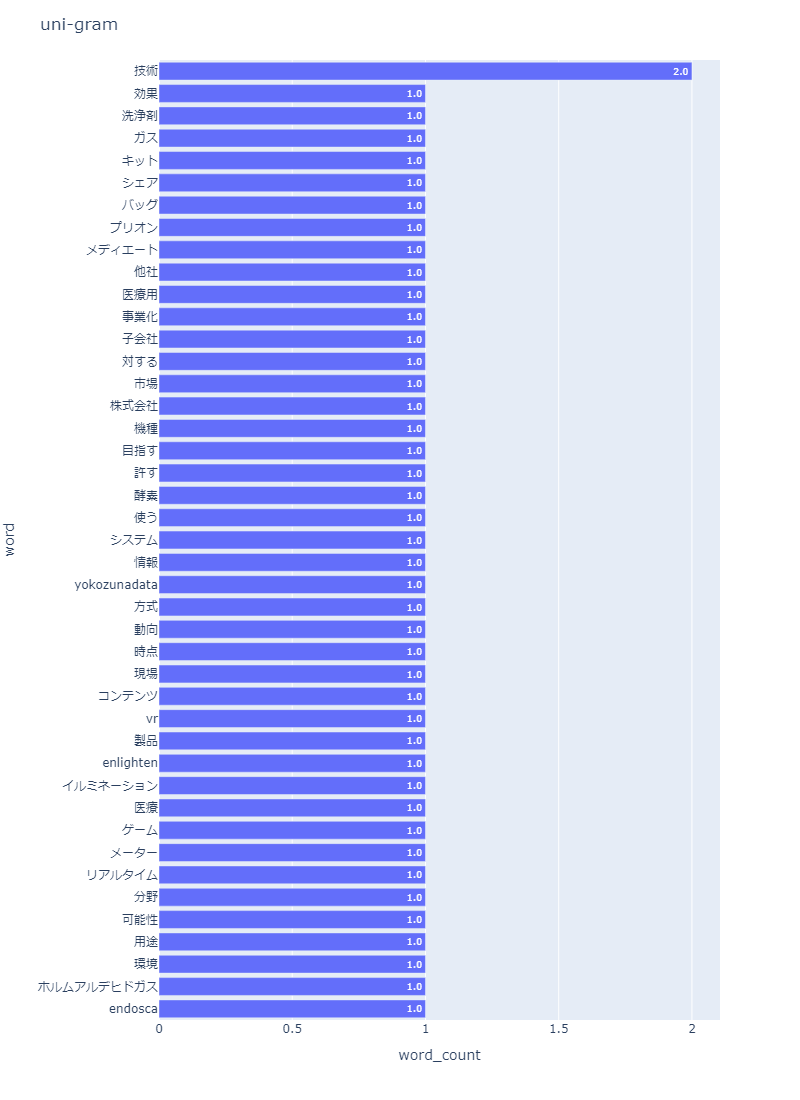 uni-gram
技術 2.0
効果 1.0
洗浄剤 1.0
ガス 1.0
キット 1.0
シェア 1.0
バッグ 1.0
プリオン 1.0
メディエート 1.0
他社 1.0
医療用 1.0
事業化 1.0
子会社 1.0
対する 1.0
市場 1.0
株式会社 1.0
機種 1.0
目指す 1.0
許す 1.0
酵素 1.0
使う 1.0
システム 1.0
情報 1.0
yokozunadata 1.0
方式 1.0
動向 1.0
時点 1.0
現場 1.0
コンテンツ 1.0
vr 1.0
製品 1.0
enlighten 1.0
イルミネーション 1.0
医療 1.0
ゲーム 1.0
メーター 1.0
リアルタイム 1.0
分野 1.0
可能性 1.0
用途 1.0
環境 1.0
ホルムアルデヒドガス 1.0
endosca 1.0
word
0 0.5 1 1.5 2
word_count